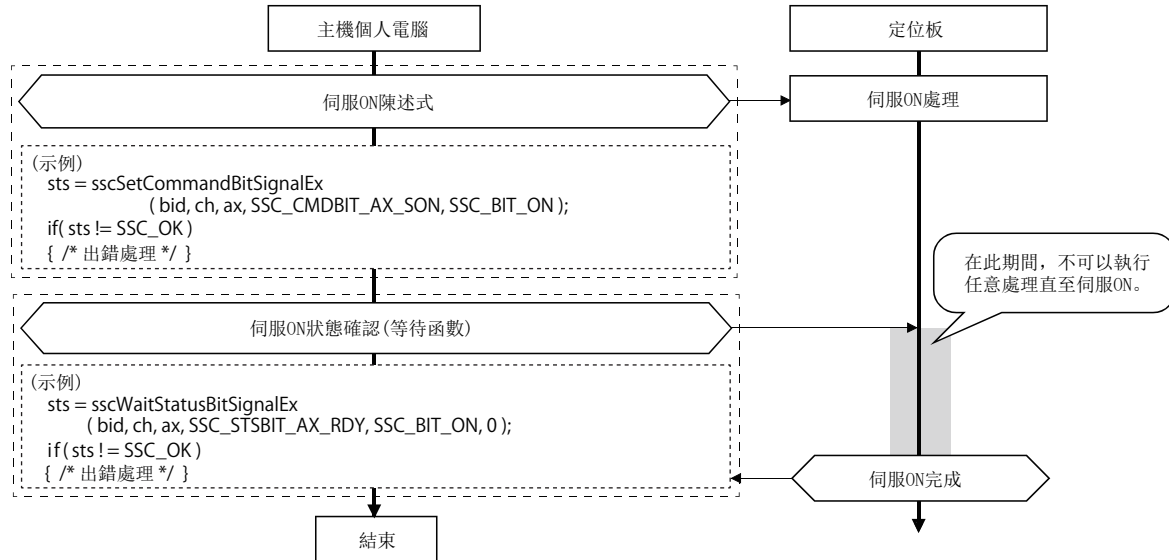 主機個人電腦
定位板
伺服ON陳述式
伺服ON處理
(示例)
sts = sscSetCommandBitSignalEx
( bid, ch, ax, SSC_CMDBIT_AX_SON, SSC_BIT_ON );
if( sts != SSC_OK )
{ /* 出錯處理 */ }
在此期間，不可以執行
任意處理直至伺服ON。
伺服ON狀態確認(等待函數)
(示例)
sts = sscWaitStatusBitSignalEx
( bid, ch, ax, SSC_STSBIT_AX_RDY, SSC_BIT_ON, 0 );
if( sts != SSC_OK )
{ /* 出錯處理 */ }
伺服ON完成
結束